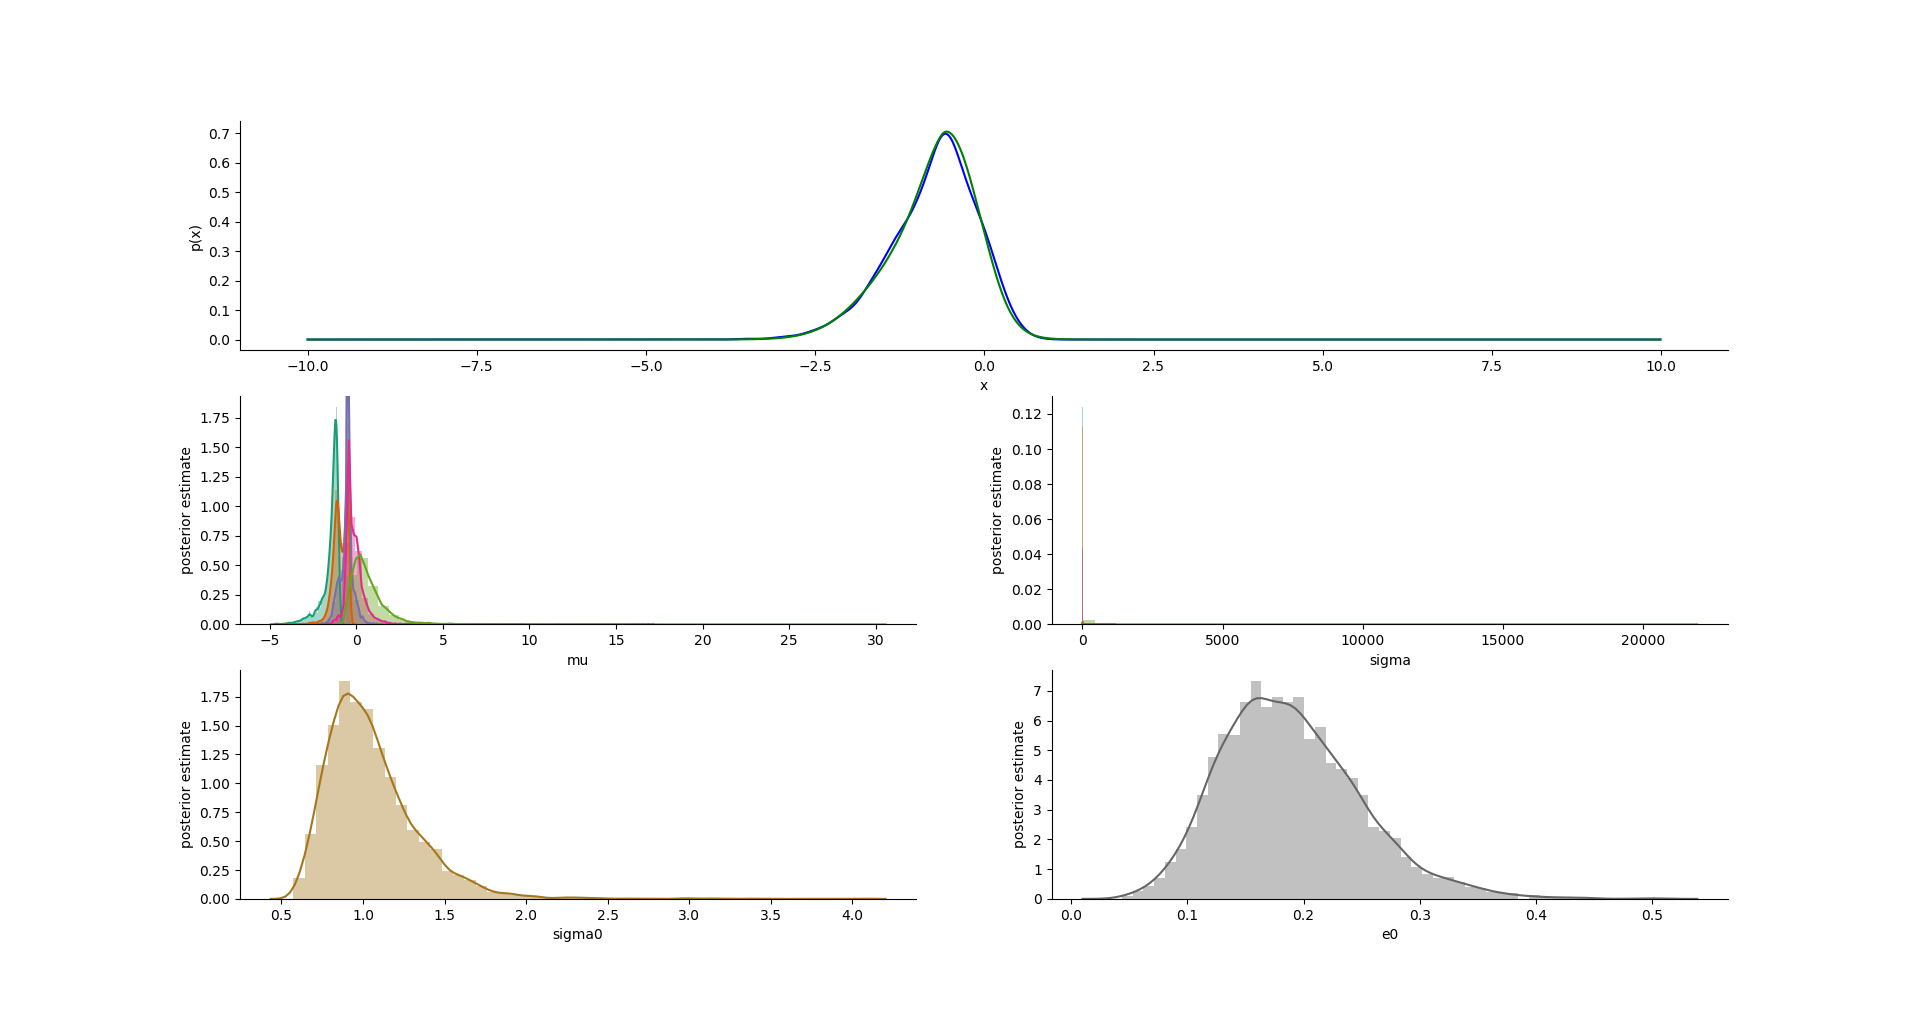 0.7
0.6
0.5
0.4
0.3
0.2
0.1
0.0
p(x)
−10.0 −7.5 −5.0 −2.5 0.0 2.5 5.0 7.5 10.0
x
1.75
1.50
1.25
1.00
0.75
0.50
0.25
0.00
posterior estimate
−5 0 5 10 15 20 25 30
mu
0.12
0.10
0.08
0.06
0.04
0.02
0.00
posterior estimate
0 5000 10000 15000 20000
sigma
1.75
1.50
1.25
1.00
0.75
0.50
0.25
0.00
posterior estimate
0.5 1.0 1.5 2.0 2.5 3.0 3.5 4.0
sigma0
7
6
5
4
3
2
1
0
posterior estimate
0.0 0.1 0.2 0.3 0.4 0.5
e0